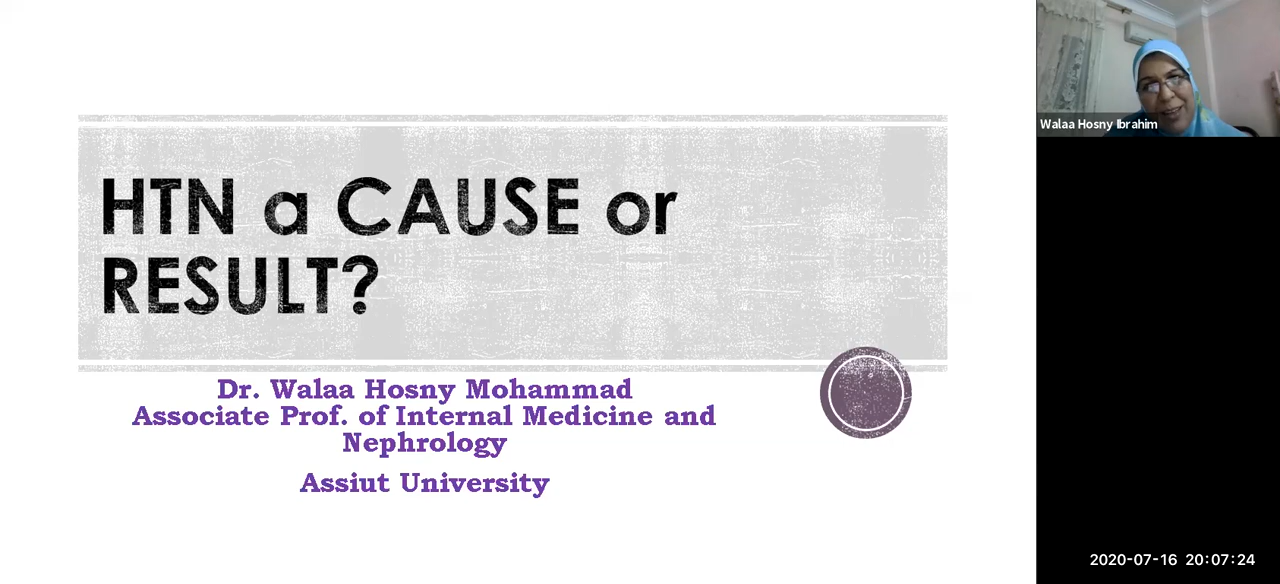 HTN a CAUSE or
RESULT?
Dr. Walaa Hosny Mohammad
Associate Prof. of Internal Medicine and
Nephrology
Assiut University
Walaa Hosny Ibrahim
2020-07-16 20:07:24